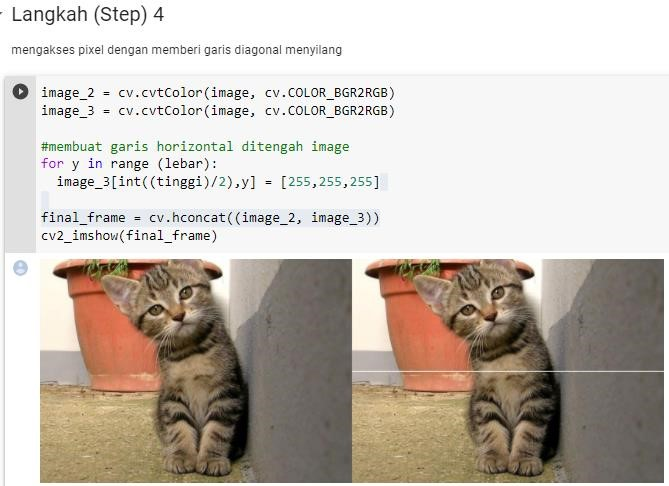 Langkah (Step) 4
mengakses pixel dengan memberi garis diagonal menyilang
image_2 = cv.cvtColor(image, cv.COLOR_BGR2RGB)
image_3 = cv.cvtColor(image, cv.COLOR_BGR2RGB)
#membuat garis horizontal ditengah image
for y in range (lebar):
  image_3[int((tinggi)/2),y] = [255,255,255]
final_frame = cv.hconcat((image_2, image_3))
cv2_imshow(final_frame)